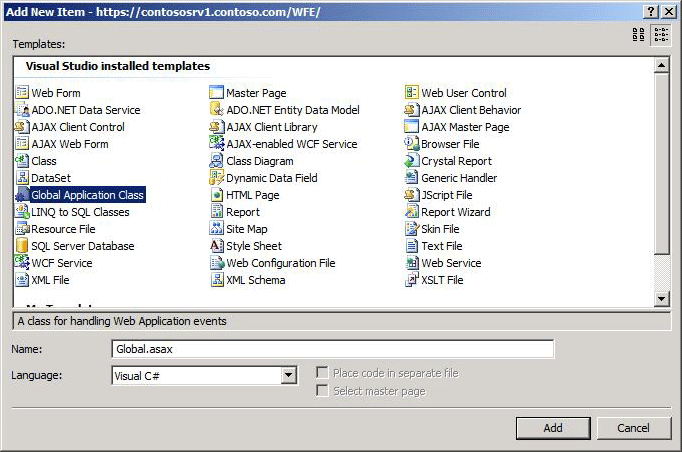 Add New Item - https://contososrv1.contoso.com/WFE/
Templates:
Visual Studio installed templates
Web Form Master Page Web User Control
ADO.NET Data Service ADO.NET Entity Data Model AJAX Client Behavior
AJAX Client Control AJAX Client Library AJAX Master Page
AJAX Web Form AJAX-enabled WCF Service Browser File
Class Class Diagram Crystal Report
DataSet Dynamic Data Field Generic Handler
Global Application Class HTML Page JScript File
LINQ to SQL Classes Report Report Wizard
Resource File Site Map Skin File
SQL Server Database Style Sheet Text File
WCF Service Web Configuration File Web Service
XML File XML Schema XSLT File
A class for handling Web Application events
Name: Global.asax
Language: Visual C# Place code in separate file
Select master page
Add Cancel